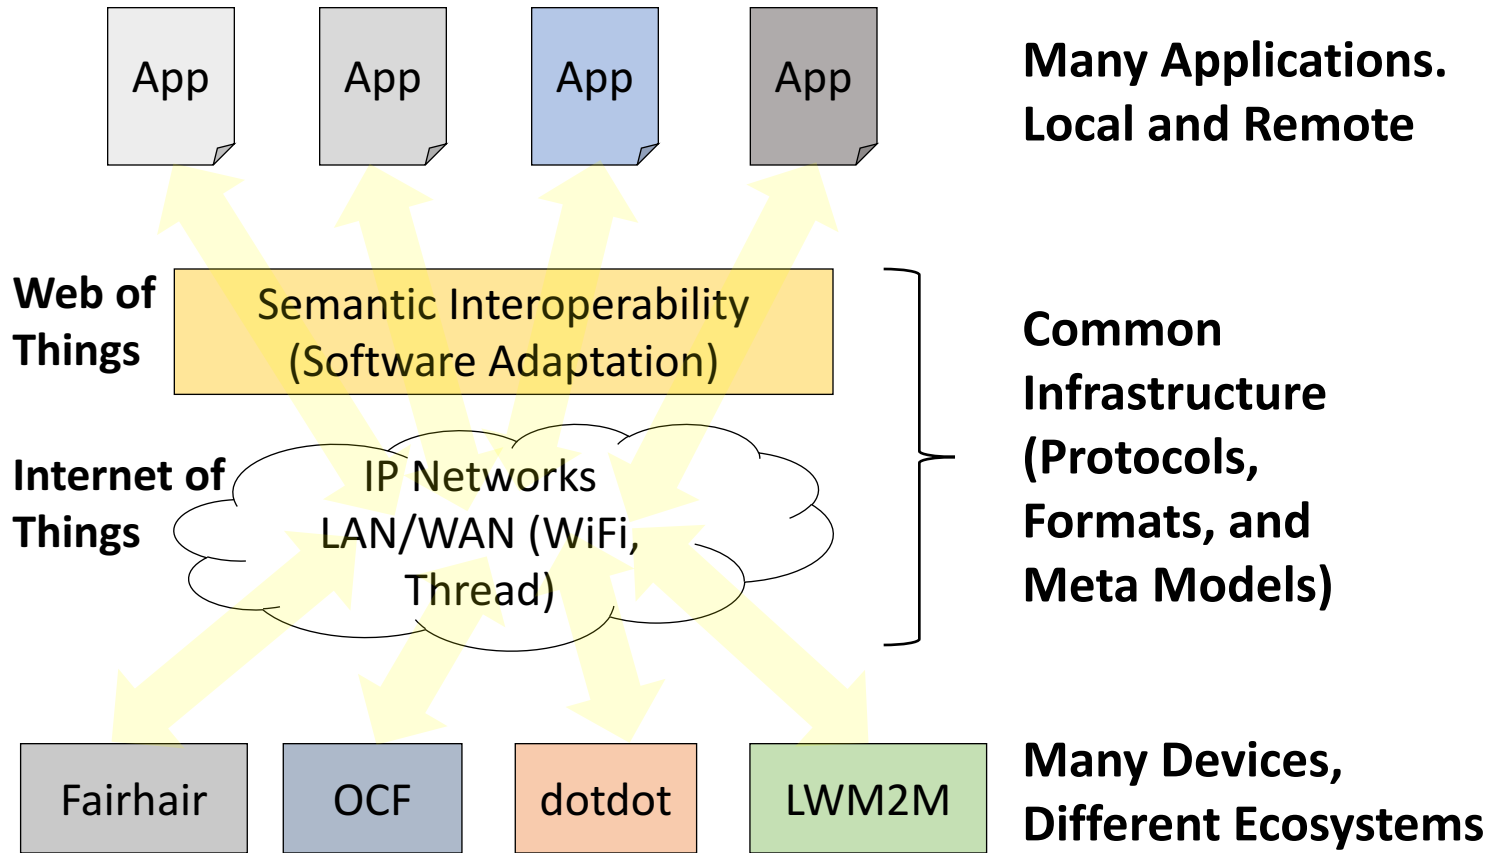 App
App
App
App
Many Applications.
Local and Remote
Web of
Things
Semantic Interoperability
(Software Adaptation)
Internet of
Things
IP Networks
LAN/WAN (WiFi,
Thread)
Common
Infrastructure
(Protocols,
Formats, and
Meta Models)
Fairhair
OCF
dotdot
LWM2M
Many Devices,
Different Ecosystems